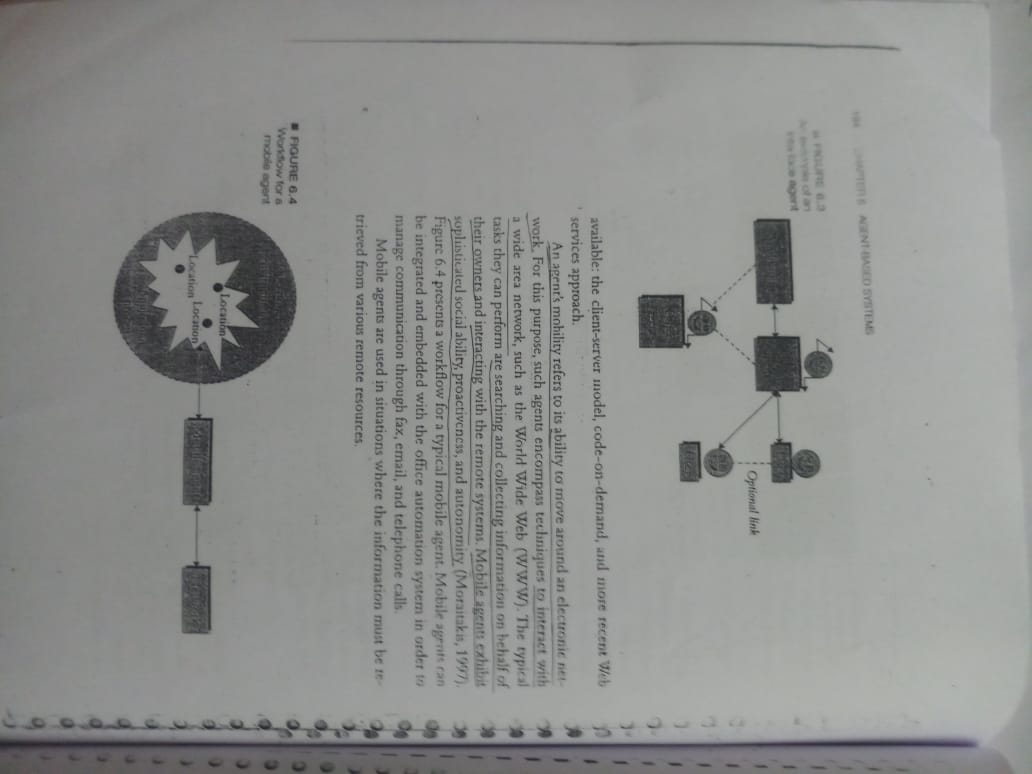 184 CHAPTER 6 AGENT-BASED SYSTEMS
■ FIGURE 6.3
An example of an
interface agent
Optional link
available: the client-server model, code-on-demand, and more recent Web
services approach.
An agent's mobility refers to its ability to move around an electronic net-
work. For this purpose, such agents encompass techniques to interact with
a wide area network, such as the World Wide Web (WWW). The typical
tasks they can perform are searching and collecting information on behalf of
their owners and interacting with the remote systems. Mobile agents exhibit
sophisticated social ability, proactiveness, and autonomity (Moraitakis, 1997).
Figure 6.4 presents a workflow for a typical mobile agent. Mobile agents can
be integrated and embedded with the office automation system in order to
manage communication through fax, email, and telephone calls.
Mobile agents are used in situations where the information must be re-
trieved from various remote resources.
■ FIGURE 6.4
Workflow for a
mobile agent
Location
Location
Location